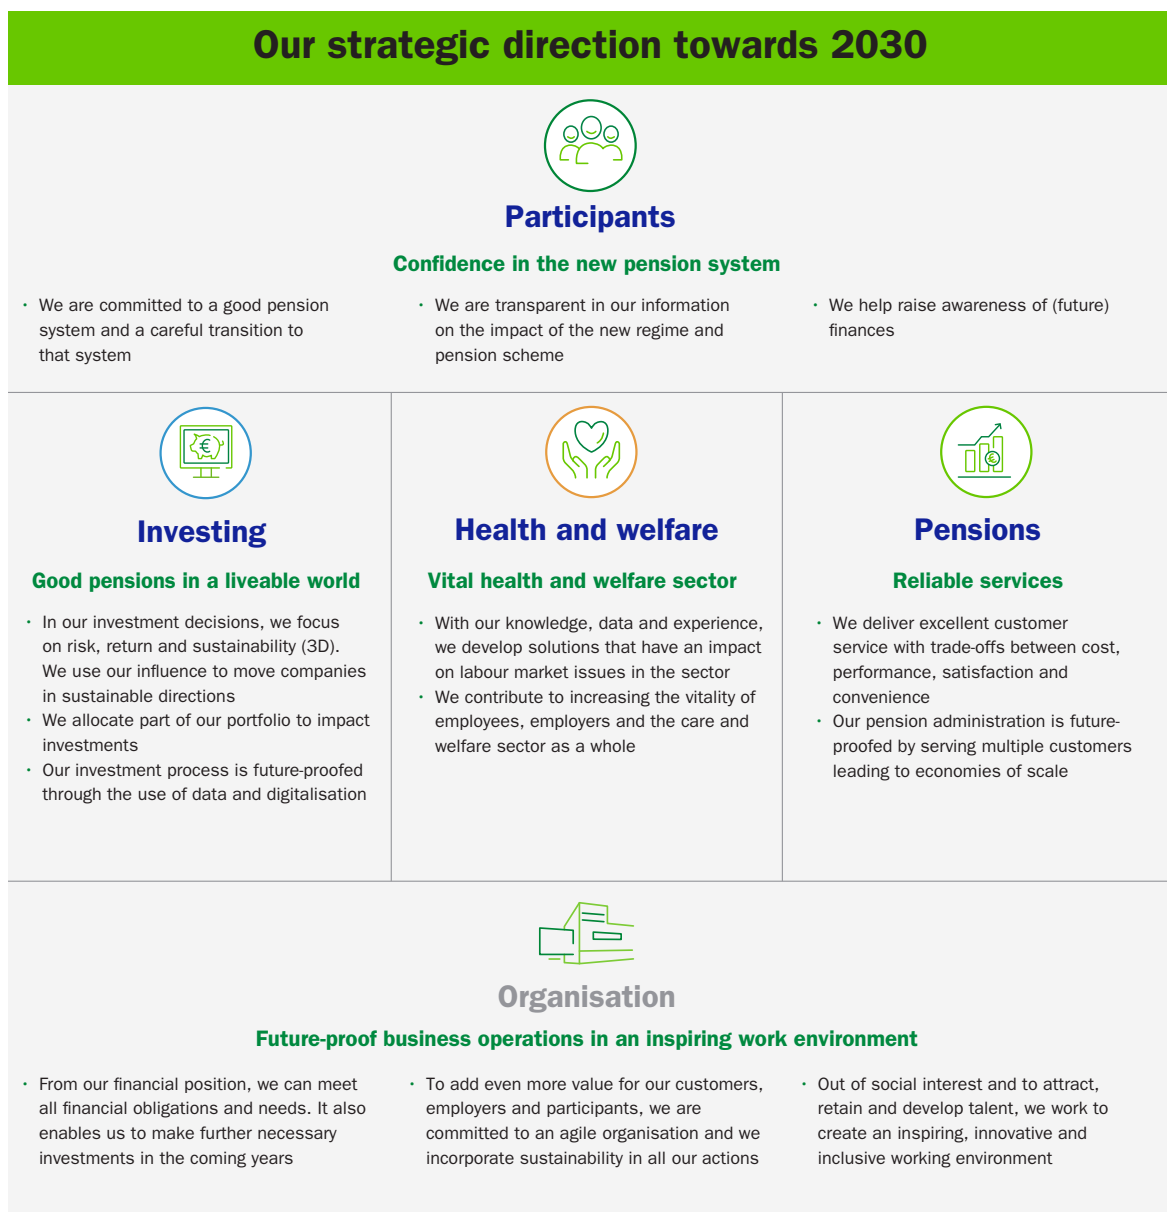 Our strategic direction towards 2030
Participants
Confidence in the new pension system
• We are committed to a good pension
system and a careful transition to
that system
• We are transparent in our information
on the impact of the new regime and
pension scheme
• We help raise awareness of (future)
finances
Investing
Good pensions in a liveable world
• In our investment decisions, we focus
on risk, return and sustainability (3D).
We use our influence to move companies
in sustainable directions
• We allocate part of our portfolio to impact
investments
• Our investment process is future-proofed
through the use of data and digitalisation
Health and welfare
Vital health and welfare sector
• With our knowledge, data and experience,
we develop solutions that have an impact
on labour market issues in the sector
• We contribute to increasing the vitality of
employees, employers and the care and
welfare sector as a whole
Pensions
Reliable services
• We deliver excellent customer
service with trade-offs between cost,
performance, satisfaction and
convenience
• Our pension administration is future-
proofed by serving multiple customers
leading to economies of scale
Organisation
Future-proof business operations in an inspiring work environment
• From our financial position, we can meet
all financial obligations and needs. It also
enables us to make further necessary
investments in the coming years
• To add even more value for our customers,
employers and participants, we are
committed to an agile organisation and we
incorporate sustainability in all our actions
• Out of social interest and to attract,
retain and develop talent, we work to
create an inspiring, innovative and
inclusive working environment